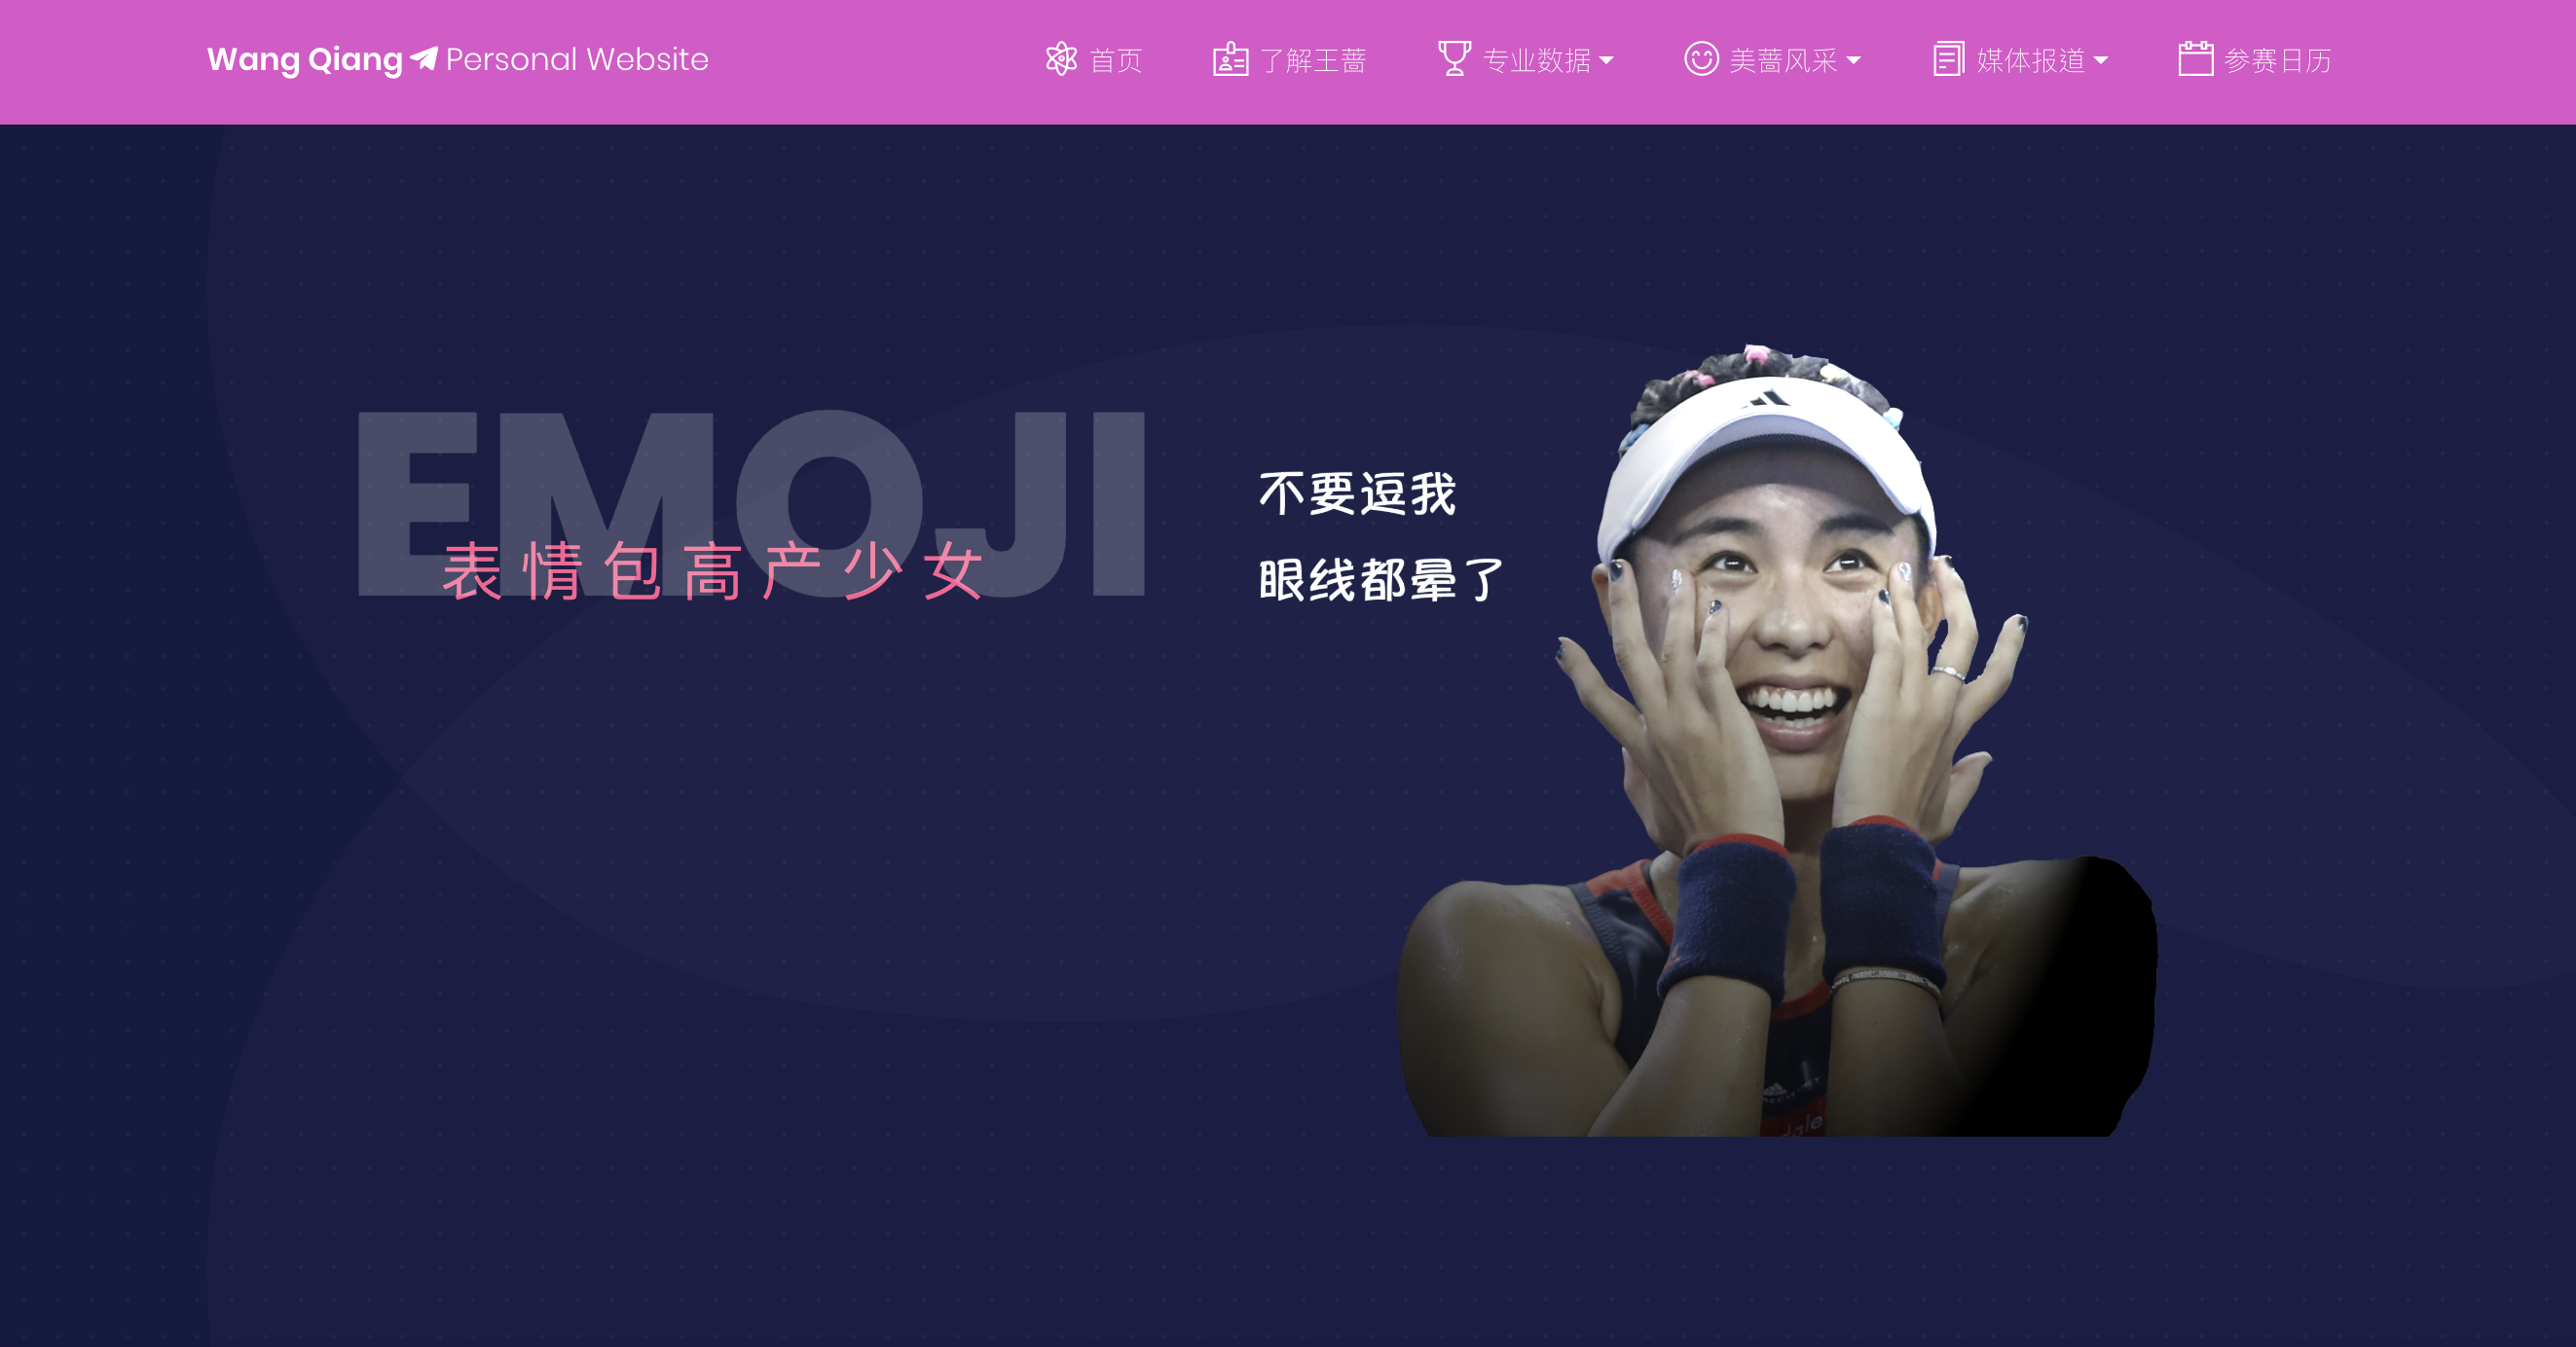 Wang Qiang Personal Website
首页 了解王蔷 专业数据 美蔷风采 媒体报道 参赛日历
EMOJI
表情包高产少女
不要逗我
眼线都晕了